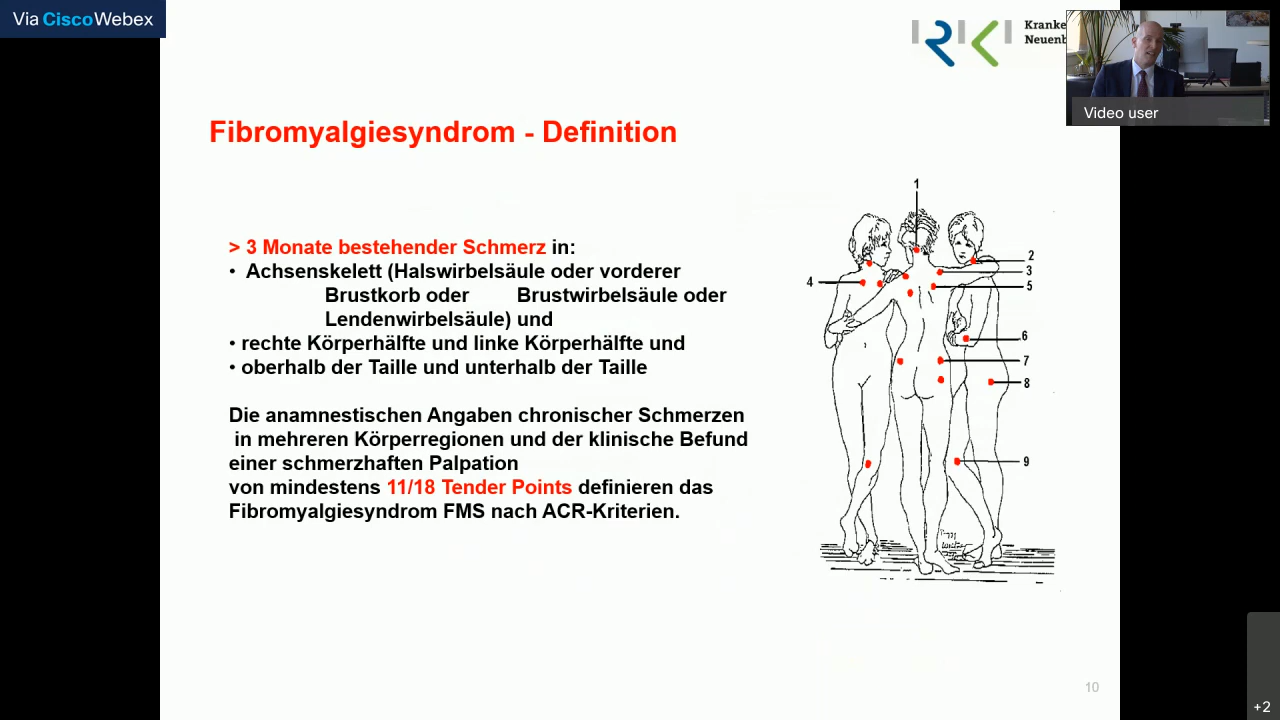 Via CiscoWebex
RKI
Kranke
Neuenb
Video user
Fibromyalgiesyndrom - Definition
> 3 Monate bestehender Schmerz in:
• Achsenskelett (Halswirbelsäule oder vorderer
Brustkorb oder Brustwirbelsäule oder
Lendenwirbelsäule) und
• rechte Körperhälfte und linke Körperhälfte und
• oberhalb der Taille und unterhalb der Taille
Die anamnestischen Angaben chronischer Schmerzen
in mehreren Körperregionen und der klinische Befund
einer schmerzhaften Palpation
von mindestens 11/18 Tender Points definieren das
Fibromyalgiesyndrom FMS nach ACR-Kriterien.
1
2
3
4
5
6
7
8
9
10
+2